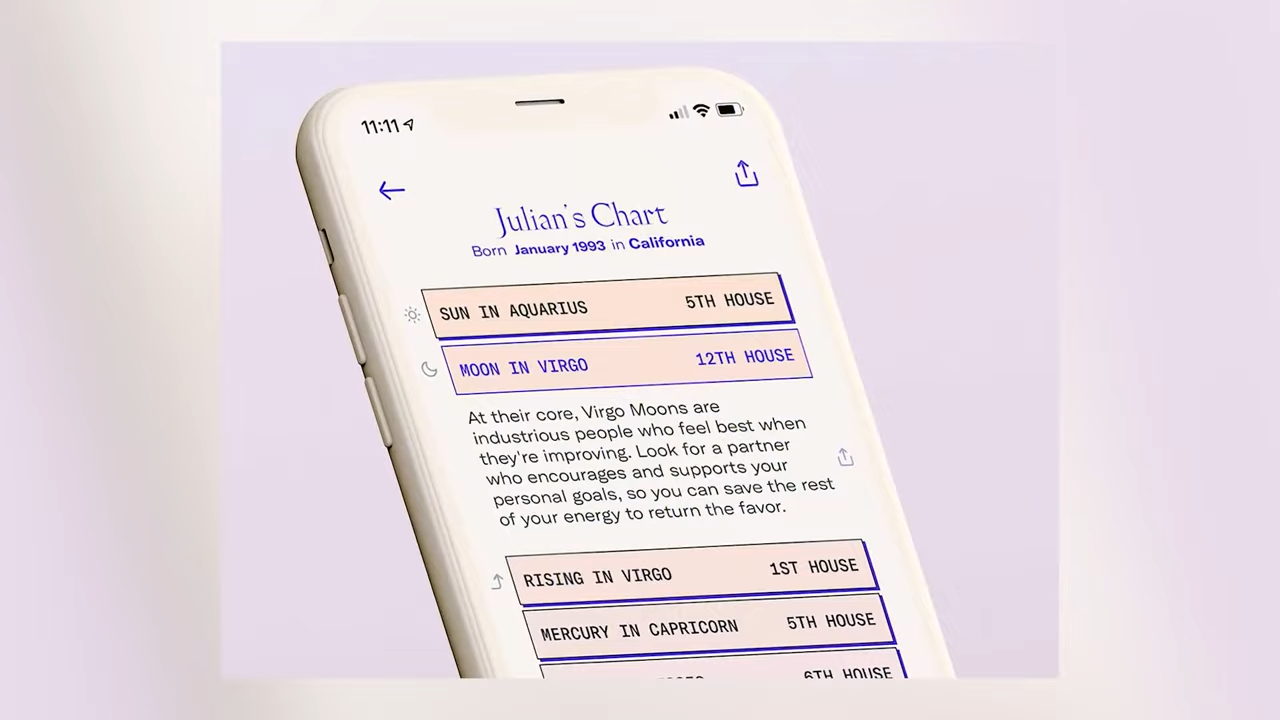 11:11
Julian's Chart
Born January 1993 in California
SUN IN AQUARIUS 5TH HOUSE
MOON IN VIRGO 12TH HOUSE
At their core, Virgo Moons are
industrious people who feel best when
they're improving. Look for a partner
who encourages and supports your
personal goals, so you can save the rest
of your energy to return the favor.
RISING IN VIRGO 1ST HOUSE
MERCURY IN CAPRICORN 5TH HOUSE
6TH HOUSE